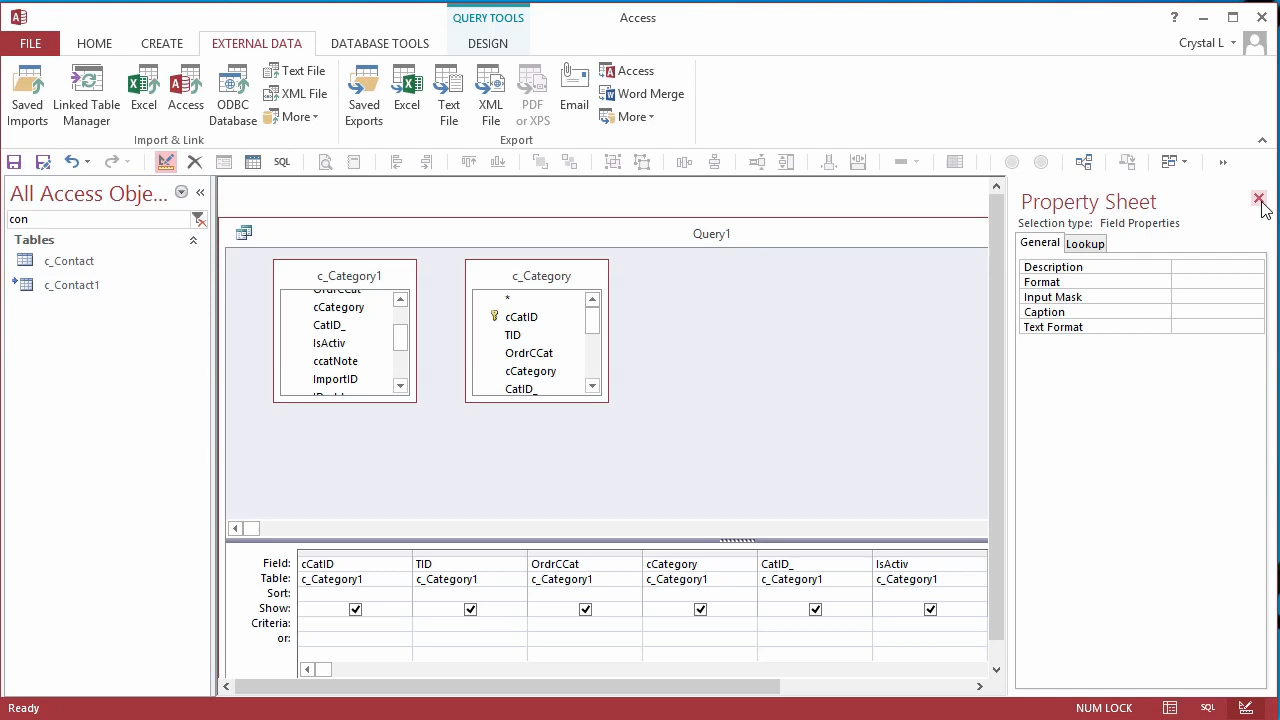 QUERY TOOLS
Access
?
FILE
HOME
CREATE
EXTERNAL DATA
DATABASE TOOLS
DESIGN
Crystal L
Saved Imports
Linked Table Manager
Excel
Access
ODBC Database
Text File
XML File
More
Import & Link
Saved Exports
Excel
Text File
XML File
PDF or XPS
Email
Access
Word Merge
More
Export
SQL
All Access Obje...
con
Tables
c_Contact
c_Contact1
Query1
c_Category1
cCategory
CatID_
IsActiv
ccatNote
ImportID
c_Category
*
cCatID
TID
OrdrCCat
cCategory
CatID_
Field: cCatID TID OrdrCCat cCategory CatID_ IsActiv
Table: c_Category1 c_Category1 c_Category1 c_Category1 c_Category1 c_Category1
Sort:
Show:
Criteria:
or:
Property Sheet
Selection type: Field Properties
General
Lookup
Description
Format
Input Mask
Caption
Text Format
Ready
NUM LOCK
SQL